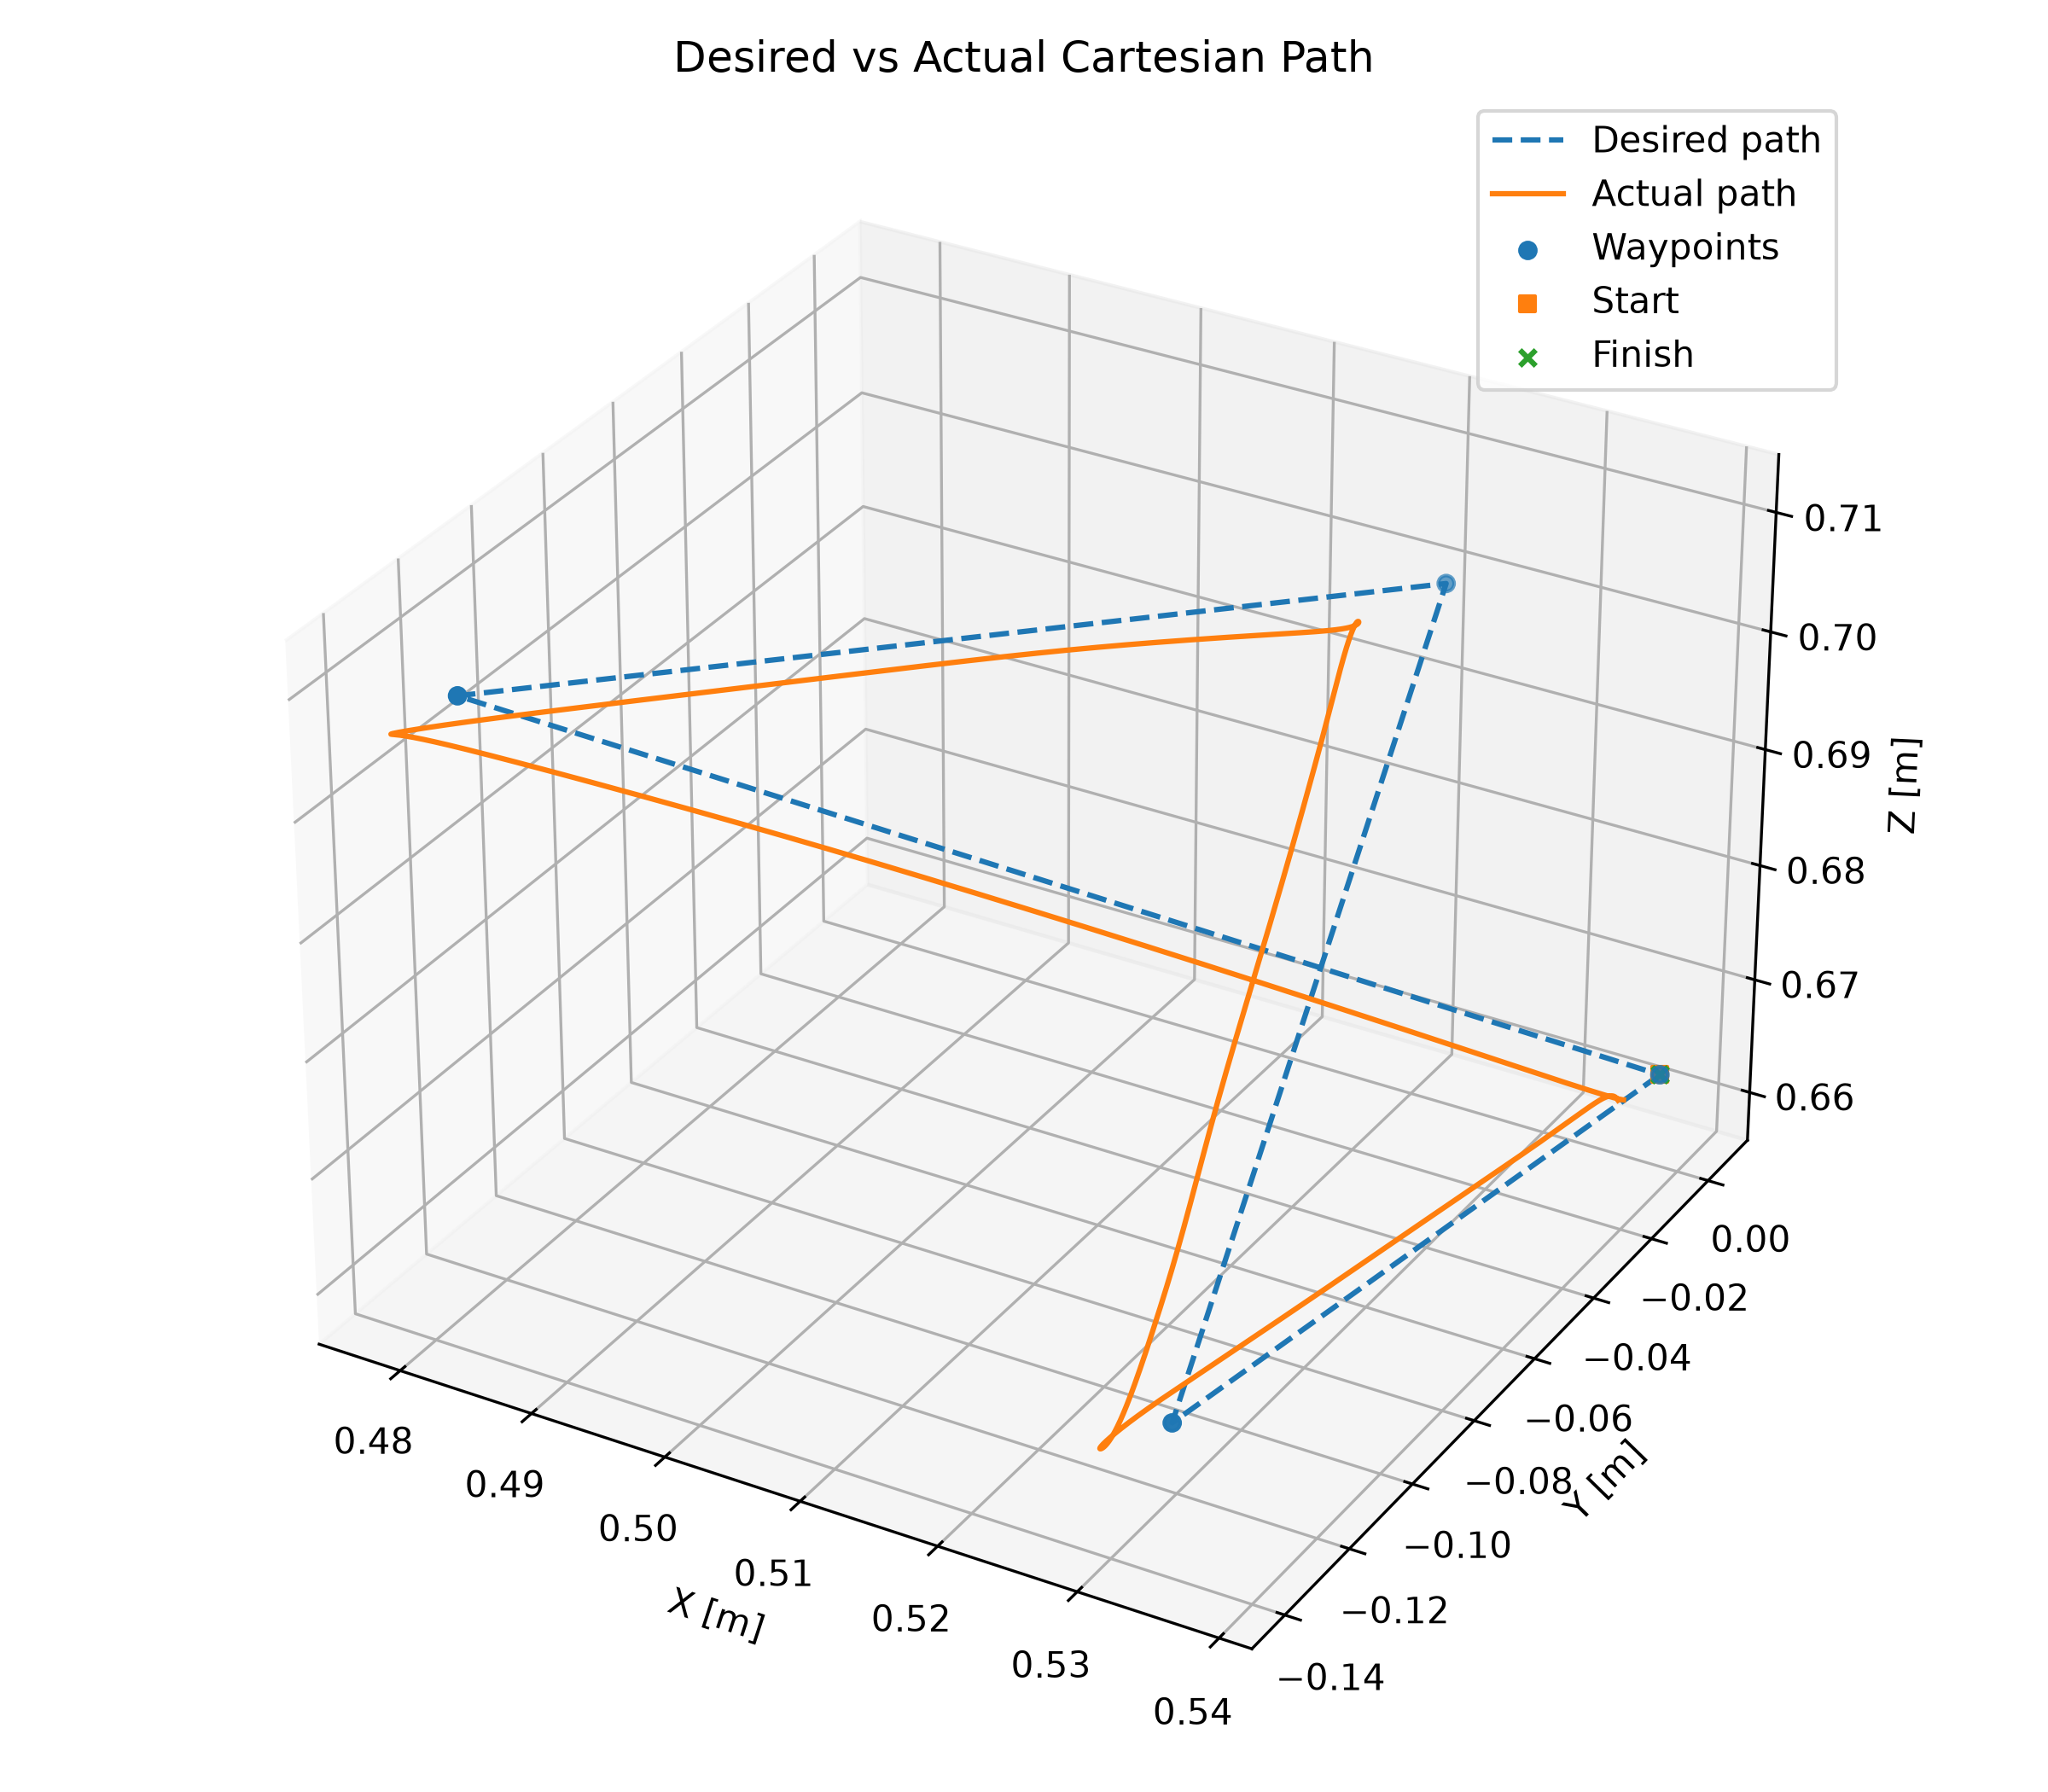 Desired vs Actual Cartesian Path
Desired path
Actual path
Waypoints
Start
Finish
0.71
0.70
0.69
0.68
0.67
0.66
Z [m]
0.00
−0.02
−0.04
−0.06
−0.08
−0.10
−0.12
−0.14
Y [m]
0.48
0.49
0.50
0.51
0.52
0.53
0.54
X [m]